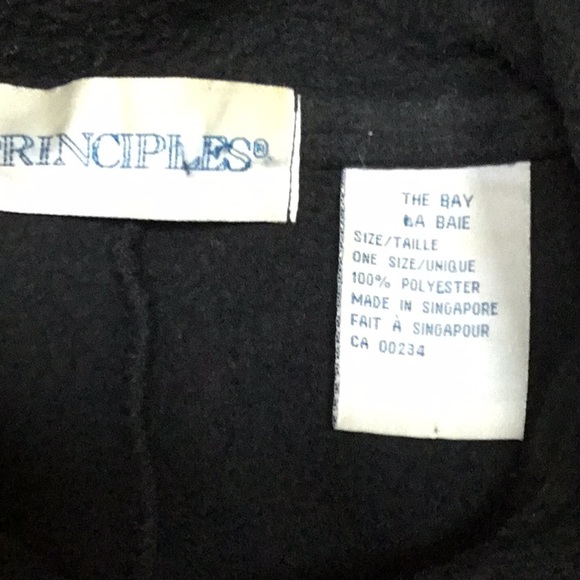 PRINCIPLES®
THE BAY
LA BAIE
SIZE/TAILLE
ONE SIZE/UNIQUE
100% POLYESTER
MADE IN SINGAPORE
FAIT À SINGAPOUR
CA 00234